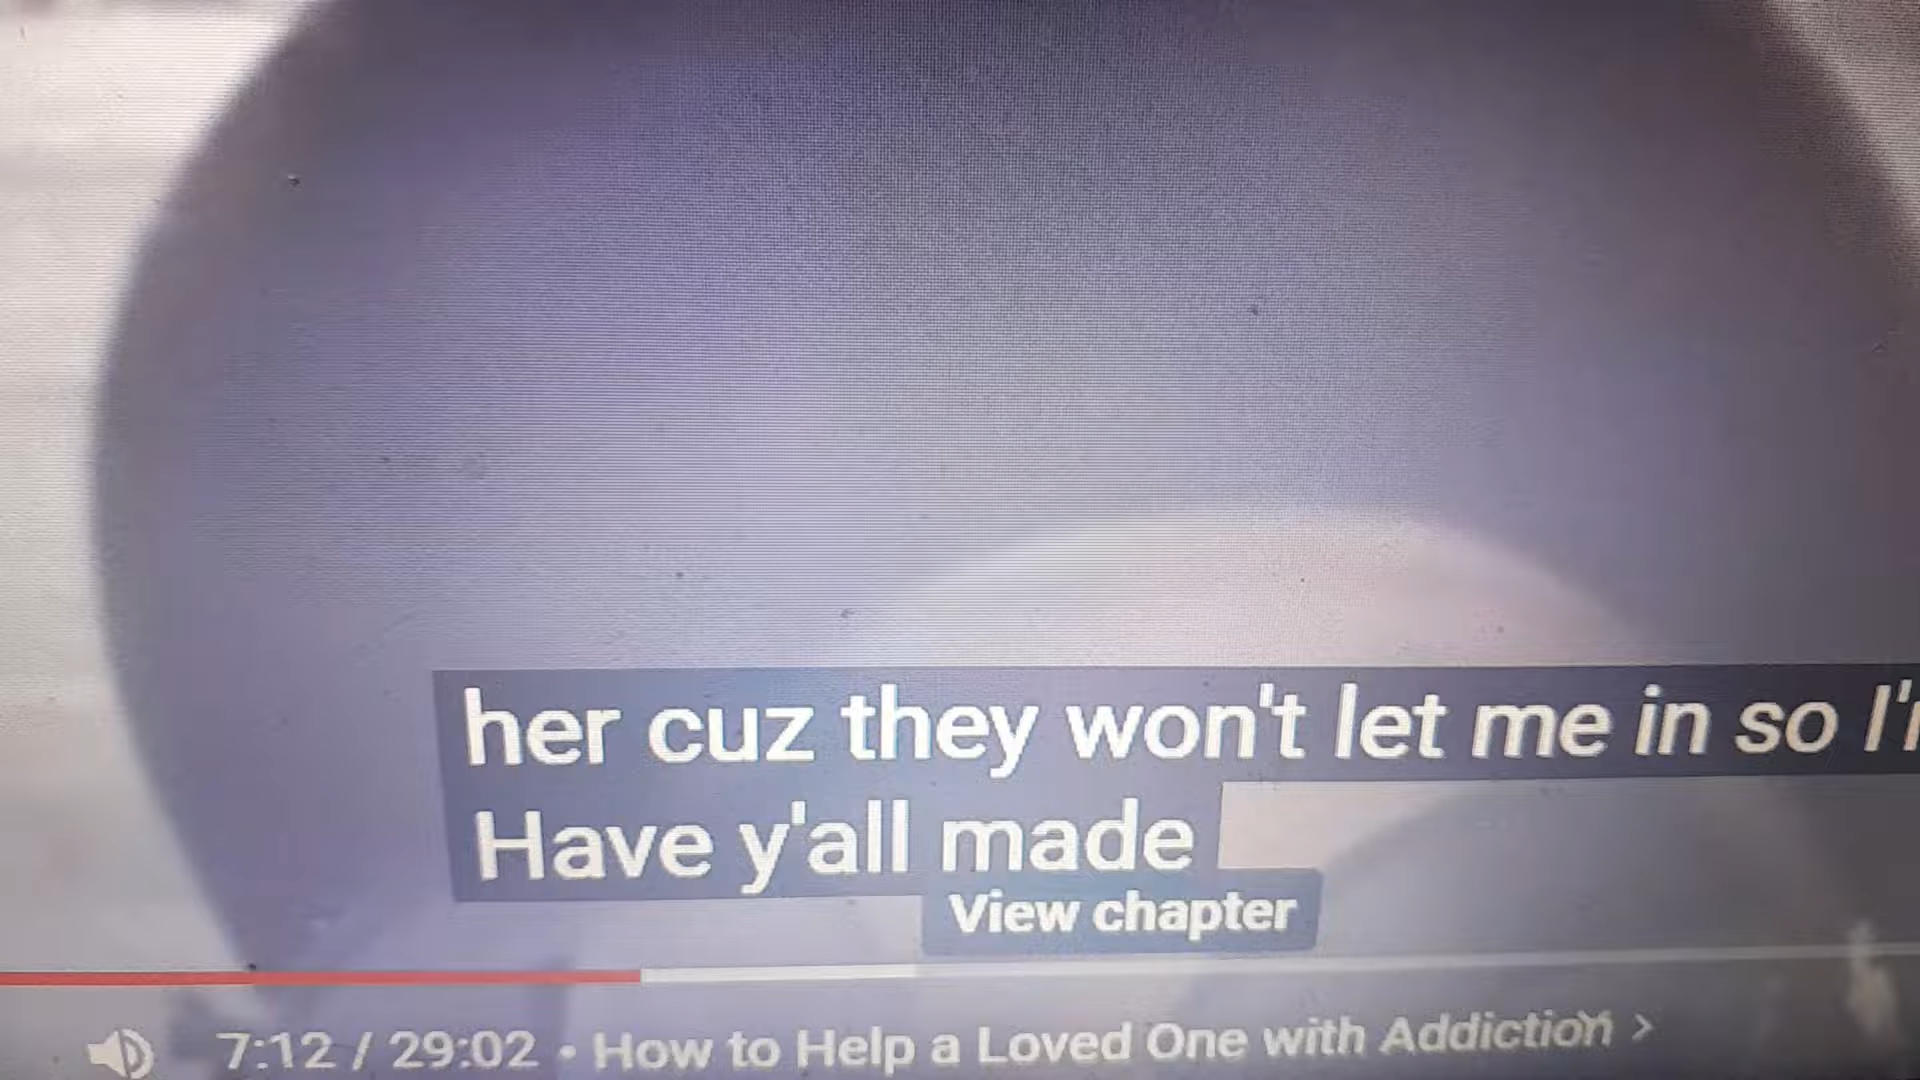 her cuz they won't let me in so
Have y'all made
View chapter
7:12 / 29:02 • How to Help a Loved One with Addiction >